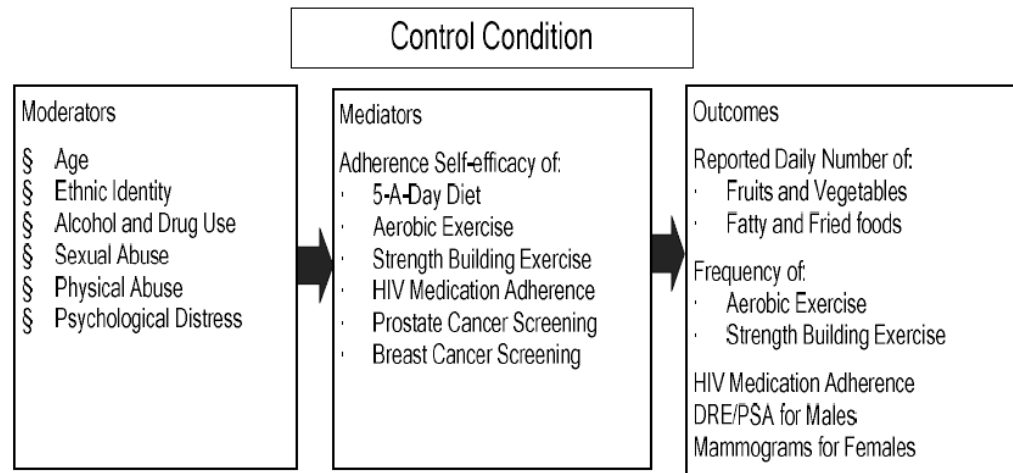 Control Condition
Moderators
§ Age
§ Ethnic Identity
§ Alcohol and Drug Use
§ Sexual Abuse
§ Physical Abuse
§ Psychological Distress
Mediators
Adherence Self-efficacy of:
· 5-A-Day Diet
· Aerobic Exercise
· Strength Building Exercise
· HIV Medication Adherence
· Prostate Cancer Screening
· Breast Cancer Screening
Outcomes
Reported Daily Number of:
· Fruits and Vegetables
· Fatty and Fried foods
Frequency of:
· Aerobic Exercise
· Strength Building Exercise
HIV Medication Adherence
DRE/PSA for Males
Mammograms for Females